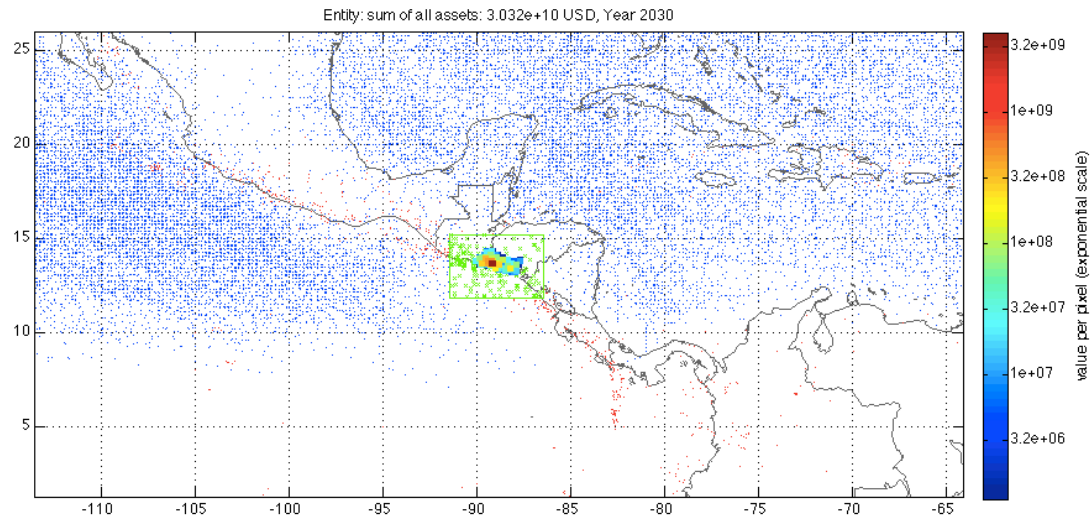 Entity: sum of all assets: 3.032e+10 USD, Year 2030
25
20
15
10
5
-110
-105
-100
-95
-90
-85
-80
-75
-70
-65
3.2e+09
1e+09
3.2e+08
1e+08
3.2e+07
1e+07
3.2e+06
value per pixel (exponential scale)